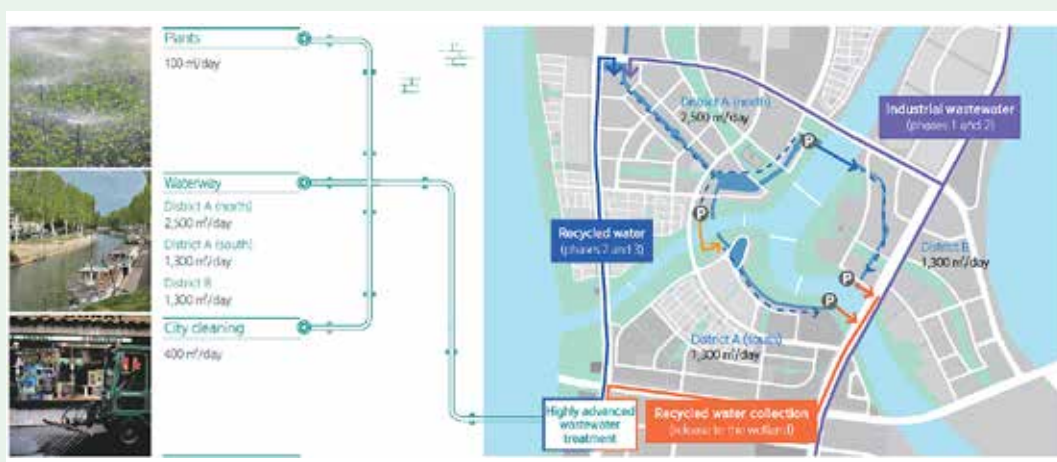 Plants
100 m³/day
Waterway
District A (north)
2,500 m³/day
District A (south)
1,300 m³/day
District B
1,300 m³/day
City cleaning
400 m³/day
District A (north)
2,500 m³/day
Industrial wastewater
(phases 1 and 2)
P
P
Recycled water
(phases 2 and 3)
District B
1,300 m³/day
P
P
District A (south)
1,300 m³/day
Highly advanced
wastewater
treatment
Recycled water collection
(release to the wetland)